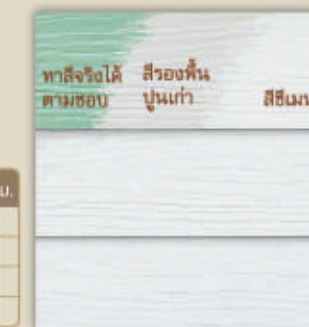 ทาสีจริงได้
ตามชอบ
สีรองพื้น
ปูนเก่า